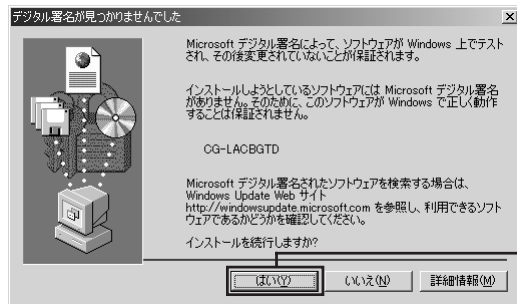 デジタル署名が見つかりませんでした
Microsoft デジタル署名によって、ソフトウェアが Windows 上でテスト
され、その後変更されていないことが保証されます。
インストールしようとしているソフトウェアには Microsoft デジタル署名
がありません。そのために、このソフトウェアが Windows で正しく動作
することは保証されません。
CG-LACBGTD
Microsoft デジタル署名されたソフトウェアを検索する場合は、
Windows Update Web サイト
http://windowsupdate.microsoft.com を参照し、利用できるソフト
ウェアであるかどうかを確認してください。
インストールを続行しますか?
はい(Y) いいえ(N) 詳細情報(M)